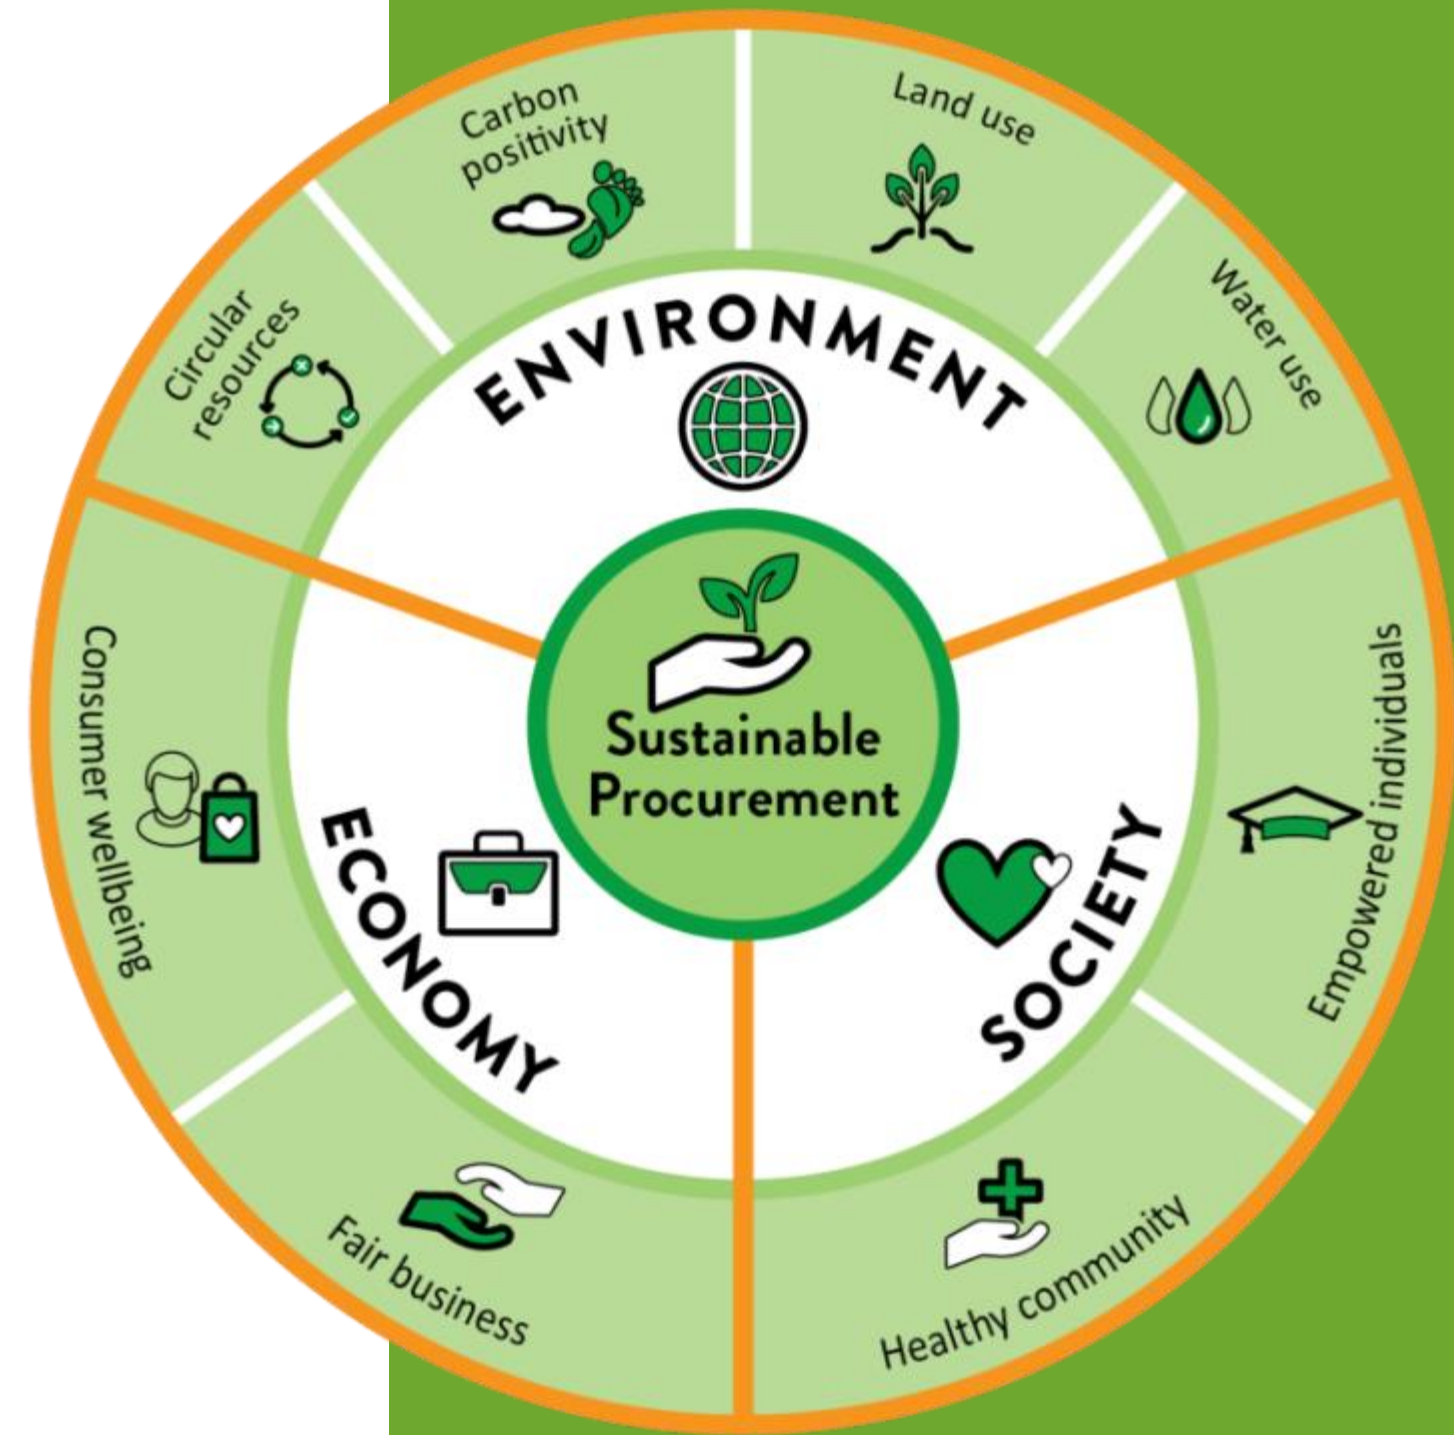 Carbon
positivity
Land use
Circular
resources
Water use
ENVIRONMENT
Sustainable
Procurement
Consumer wellbeing
Empowered individuals
ECONOMY
SOCIETY
Fair business
Healthy community